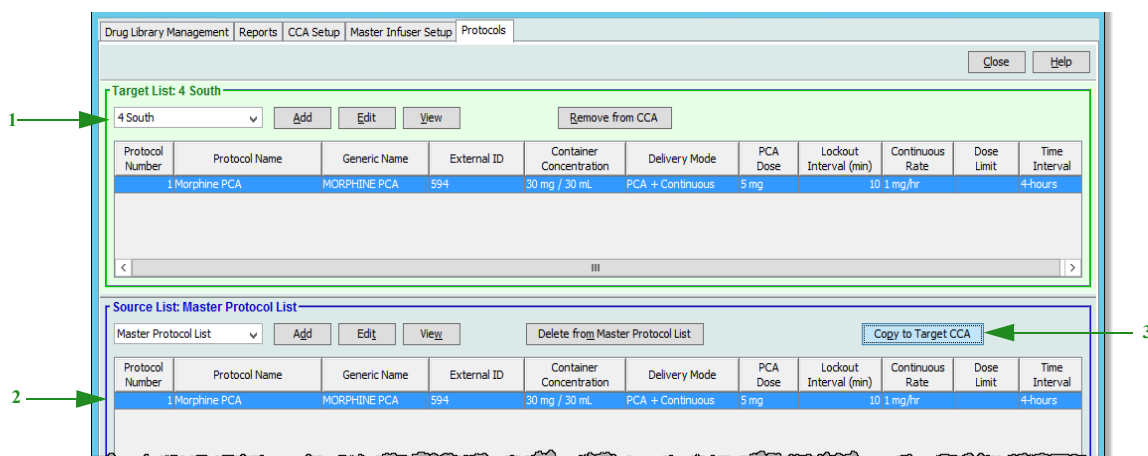 Drug Library Management Reports CCA Setup Master Infuser Setup Protocols
Close Help
Target List: 4 South
1 4 South Add Edit View Remove from CCA
Protocol Number Protocol Name Generic Name External ID Container Concentration Delivery Mode PCA Dose Lockout Interval (min) Continuous Rate Dose Limit Time Interval
1 Morphine PCA MORPHINE PCA 594 30 mg / 30 mL PCA + Continuous 5 mg 10 1 mg/hr 4-hours
Source List: Master Protocol List
Master Protocol List Add Edit View Delete from Master Protocol List Copy to Target CCA 3
Protocol Number Protocol Name Generic Name External ID Container Concentration Delivery Mode PCA Dose Lockout Interval (min) Continuous Rate Dose Limit Time Interval
2 1 Morphine PCA MORPHINE PCA 594 30 mg / 30 mL PCA + Continuous 5 mg 10 1 mg/hr 4-hours